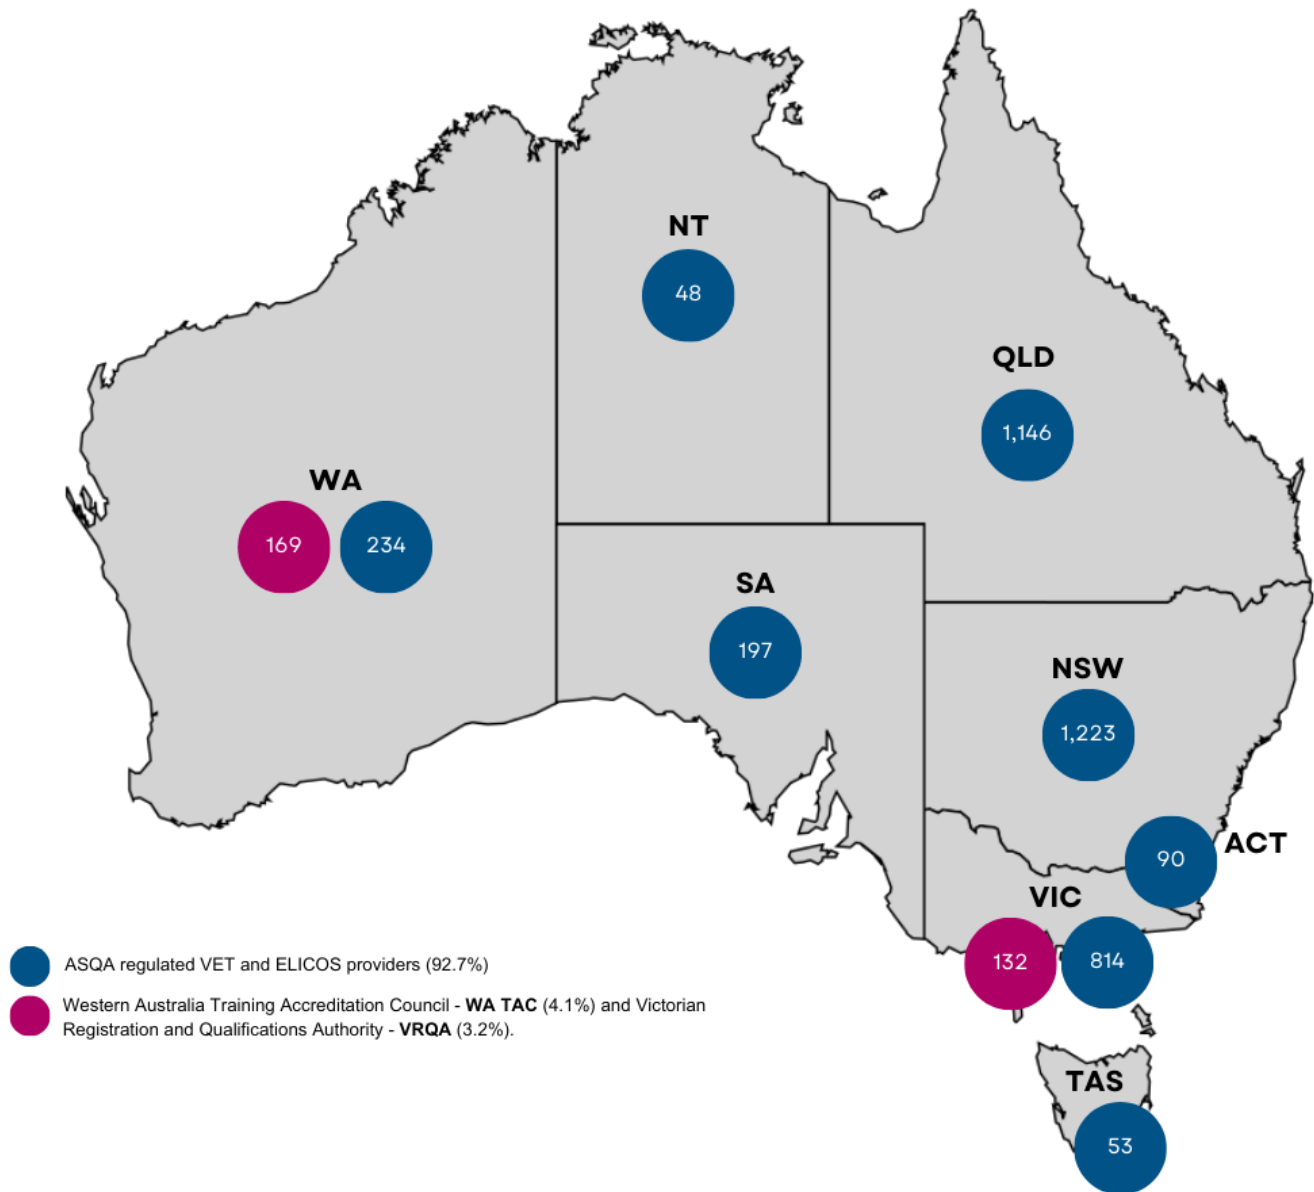 NT
48
QLD
1,146
WA
169 234
SA
197
NSW
1,223
90 ACT
VIC
132 814
ASQA regulated VET and ELICOS providers (92.7%)
Western Australia Training Accreditation Council - WA TAC (4.1%) and Victorian
Registration and Qualifications Authority - VRQA (3.2%).
TAS
53